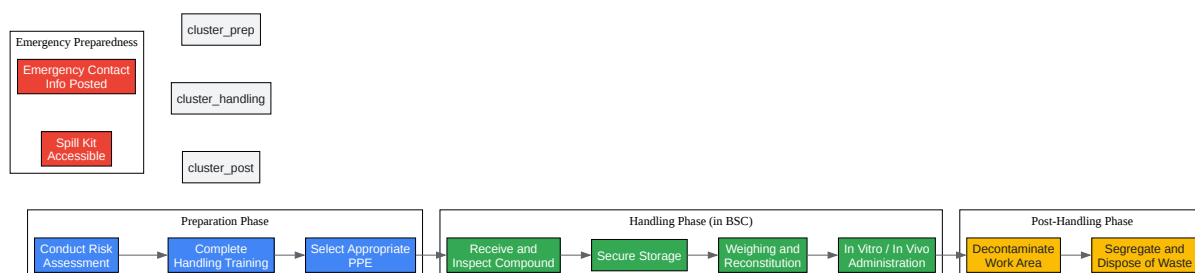 Emergency Preparedness
Emergency Contact
Info Posted
Spill Kit
Accessible
cluster_prep
cluster_handling
cluster_post
Preparation Phase
Conduct Risk
Assessment
Complete
Handling Training
Select Appropriate
PPE
Handling Phase (in BSC)
Receive and
Inspect Compound
Secure Storage
Weighing and
Reconstitution
In Vitro / In Vivo
Administration
Post-Handling Phase
Decontaminate
Work Area
Segregate and
Dispose of Waste